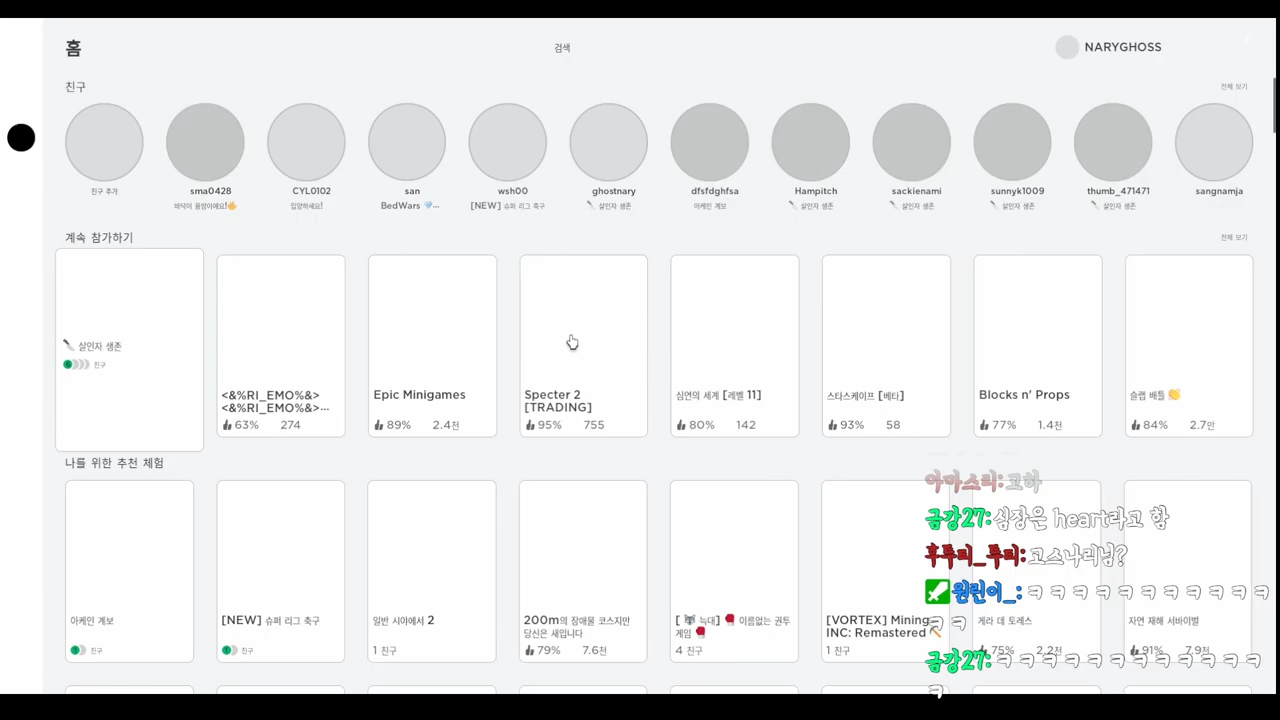 홈
검색
NARYGHOSS
친구
전체 보기
친구 추가
sma0428
바닥이 용암이에요!🔥
CYL0102
입양하세요!
san
BedWars 💎...
wsh00
[NEW] 슈퍼 리그 축구
ghostnary
🔪 살인자 생존
dfsfdghfsa
아케인 계보
Hampitch
🔪 살인자 생존
sackienami
🔪 살인자 생존
sunnyk1009
🔪 살인자 생존
thumb_471471
🔪 살인자 생존
sangnamja
계속 참가하기
전체 보기
🔪 살인자 생존
6 친구
<&%RI_EMO%&>
<&%RI_EMO%&>...
63% 274
Epic Minigames
89% 2.4천
Specter 2
[TRADING]
95% 755
심연의 세계 [레벨 11]
80% 142
스타스케이프 [베타]
93% 58
Blocks n' Props
77% 1.4천
슬랩 배틀 👏
84% 2.7만
나를 위한 추천 체험
아케인 계보
1 친구
[NEW] 슈퍼 리그 축구
1 친구
일반 시야에서 2
1 친구
200m의 장애물 코스지만
당신은 새입니다
79% 7.6천
[ 🐺 늑대] 🥊 이름없는 권투
게임 🥊
4 친구
[VORTEX] Mining
INC: Remastered ⛏️
1 친구
게라 데 토레스
75% 2.2천
자연 재해 서바이벌
91% 7.9천
아마스리:고하
금강27:심장은 heart라고 함
후투티_투티:고스나리님?
원린이_:ㅋㅋㅋㅋㅋㅋㅋㅋㅋㅋ
ㅋㅋ
금강27:ㅋㅋㅋㅋㅋㅋㅋㅋㅋㅋㅋ
ㅋ